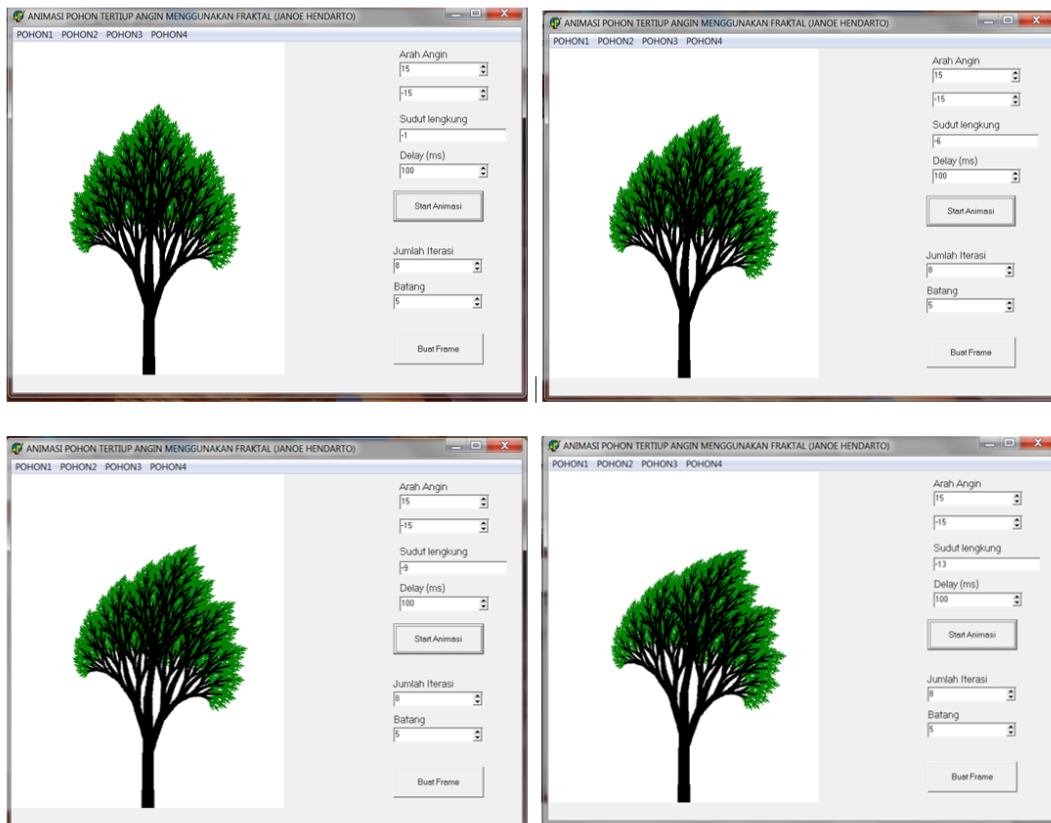 ANIMASI POHON TERTIUP ANGIN MENGGUNAKAN FRAKTAL (JANOE HENDARTO)
POHON1 POHON2 POHON3 POHON4
Arah Angin
15
-15
Sudut lengkung
-1
Delay (ms)
100
Start Animasi
Jumlah Iterasi
8
Batang
5
Buat Frame
ANIMASI POHON TERTIUP ANGIN MENGGUNAKAN FRAKTAL (JANOE HENDARTO)
POHON1 POHON2 POHON3 POHON4
Arah Angin
15
-15
Sudut lengkung
-6
Delay (ms)
100
Start Animasi
Jumlah Iterasi
8
Batang
5
Buat Frame
ANIMASI POHON TERTIUP ANGIN MENGGUNAKAN FRAKTAL (JANOE HENDARTO)
POHON1 POHON2 POHON3 POHON4
Arah Angin
15
-15
Sudut lengkung
-9
Delay (ms)
100
Start Animasi
Jumlah Iterasi
8
Batang
5
Buat Frame
ANIMASI POHON TERTIUP ANGIN MENGGUNAKAN FRAKTAL (JANOE HENDARTO)
POHON1 POHON2 POHON3 POHON4
Arah Angin
15
-15
Sudut lengkung
-13
Delay (ms)
100
Start Animasi
Jumlah Iterasi
8
Batang
5
Buat Frame